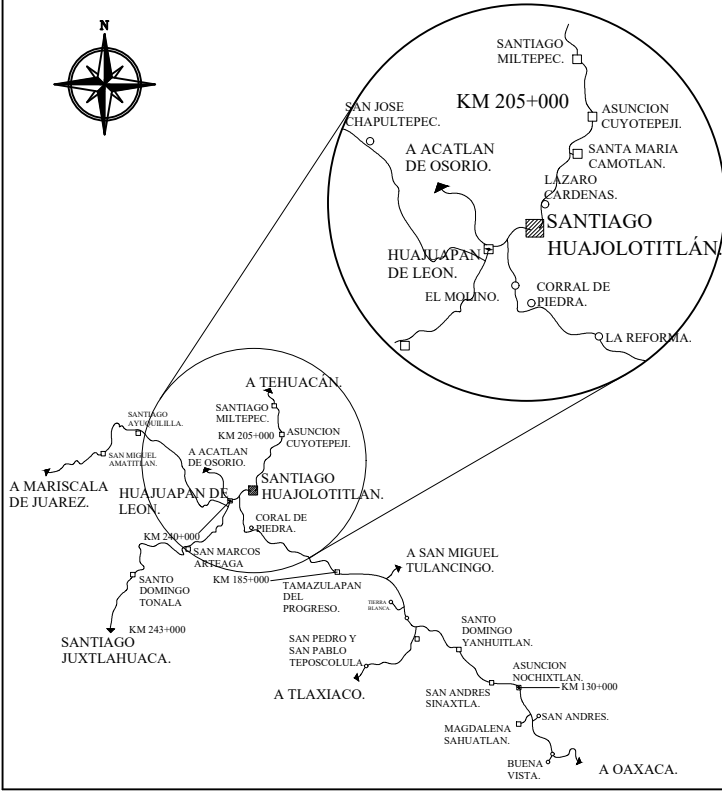 N
SANTIAGO
MILTEPEC.
KM 205+000
SAN JOSE
CHAPULTEPEC.
ASUNCION
CUYOTEPEJI.
A ACATLAN
DE OSORIO.
SANTA MARIA
CAMOTLAN.
LAZARO
CARDENAS.
SANTIAGO
HUAJOLOTITLÁN.
HUAJUAPAN
DE LEON.
EL MOLINO.
CORRAL DE
PIEDRA.
LA REFORMA.
A TEHUACÁN.
SANTIAGO
MILTEPEC.
SANTIAGO
AYUQUILILLA.
KM 205+000
ASUNCION
CUYOTEPEJI.
SAN MIGUEL
AMATITLAN.
A ACATLAN
DE OSORIO.
A MARISCALA
DE JUAREZ.
SANTIAGO
HUAJOLOTITLAN.
HUAJUAPAN DE
LEON.
CORAL DE
PIEDRA.
KM 240+000
SAN MARCOS
ARTEAGA
KM 185+000
A SAN MIGUEL
TULANCINGO.
SANTO
DOMINGO
TONALA
TAMAZULAPAN
DEL
PROGRESO.
TIERRA
BLANCA.
KM 243+000
SANTIAGO
JUXTLAHUACA.
SAN PEDRO Y
SAN PABLO
TEPOSCOLULA.
SANTO
DOMINGO
YANHUITLAN.
A TLAXIACO.
ASUNCION
NOCHIXTLAN.
KM 130+000
SAN ANDRES
SINAXTLA.
SAN ANDRES.
MAGDALENA
SAHUATLAN.
BUENA
VISTA.
A OAXACA.